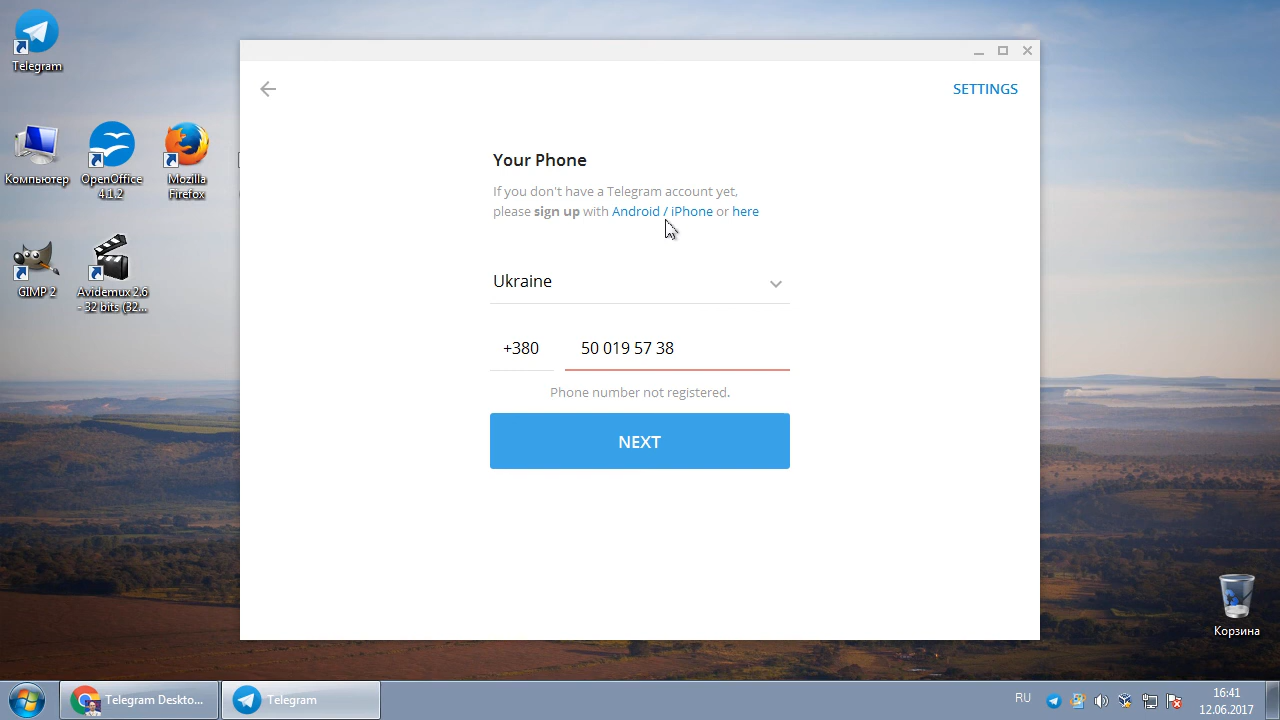 Telegram
Компьютер
OpenOffice
4.1.2
Mozilla
Firefox
GIMP 2
Avidemux 2.6
- 32 bits (32...
SETTINGS
Your Phone
If you don't have a Telegram account yet,
please sign up with Android / iPhone or here
Ukraine
+380 50 019 57 38
Phone number not registered.
NEXT
Корзина
Telegram Deskto...
Telegram
RU
16:41
12.06.2017